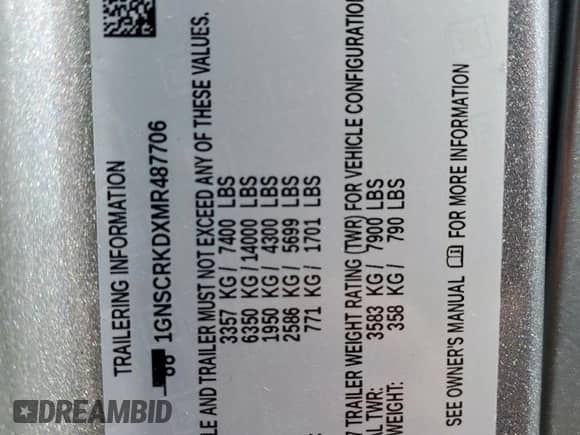 TRAILERING INFORMATION
1GNSCRKDXMR487706
LE AND TRAILER MUST NOT EXCEED ANY OF THESE VALUES.
3357 KG / 7400 LBS
6350 KG / 14000 LBS
1950 KG / 4300 LBS
2586 KG / 5699 LBS
771 KG / 1701 LBS
7 TRAILER WEIGHT RATING (TWR) FOR VEHICLE CONFIGURATION
AL TWR: 3583 KG / 7900 LBS
WEIGHT: 358 KG / 790 LBS
SEE OWNER'S MANUAL FOR MORE INFORMATION
DREAMBID